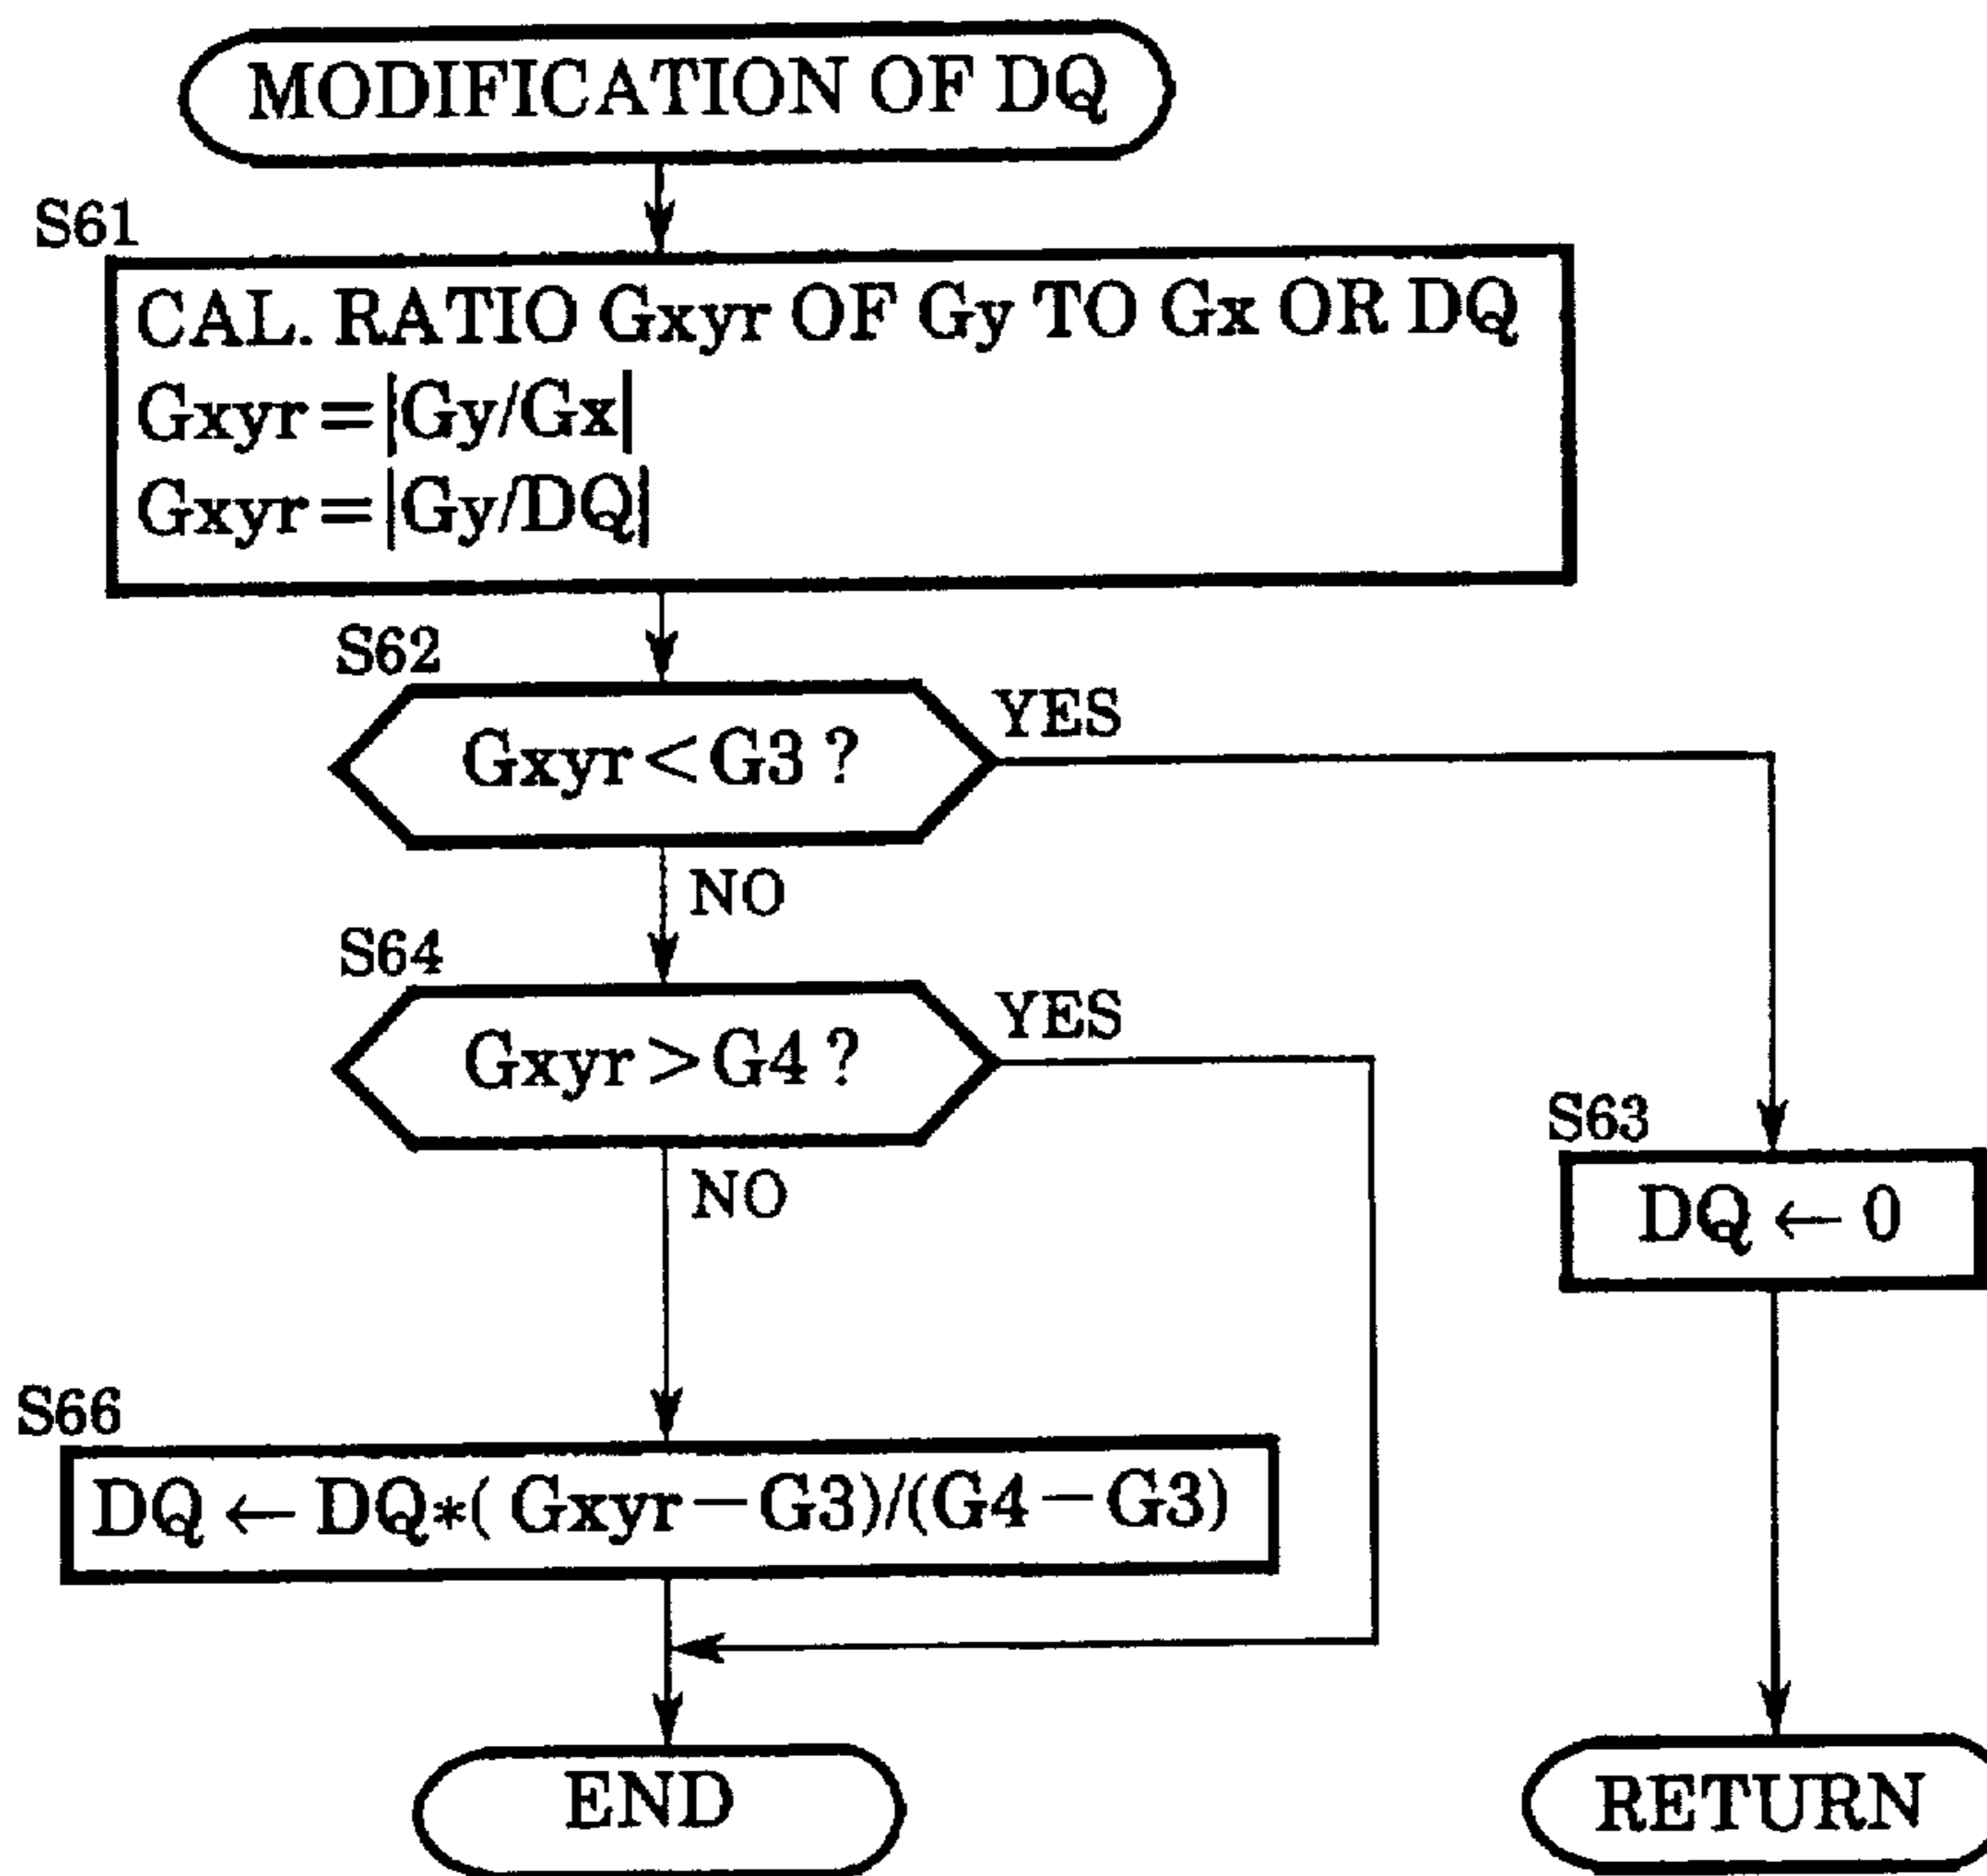 MODIFICATION OF DQ
S61
CAL. RATIO Gxyr OF Gy TO Gx OR DQ
Gxyr=|Gy/Gx|
Gxyr=|Gy/DQ|
S62
Gxyr<G3?
YES
NO
S64
Gxyr>G4?
YES
NO
S63
DQ ← 0
S66
DQ ← DQ*( Gxyr-G3)/(G4-G3)
END
RETURN